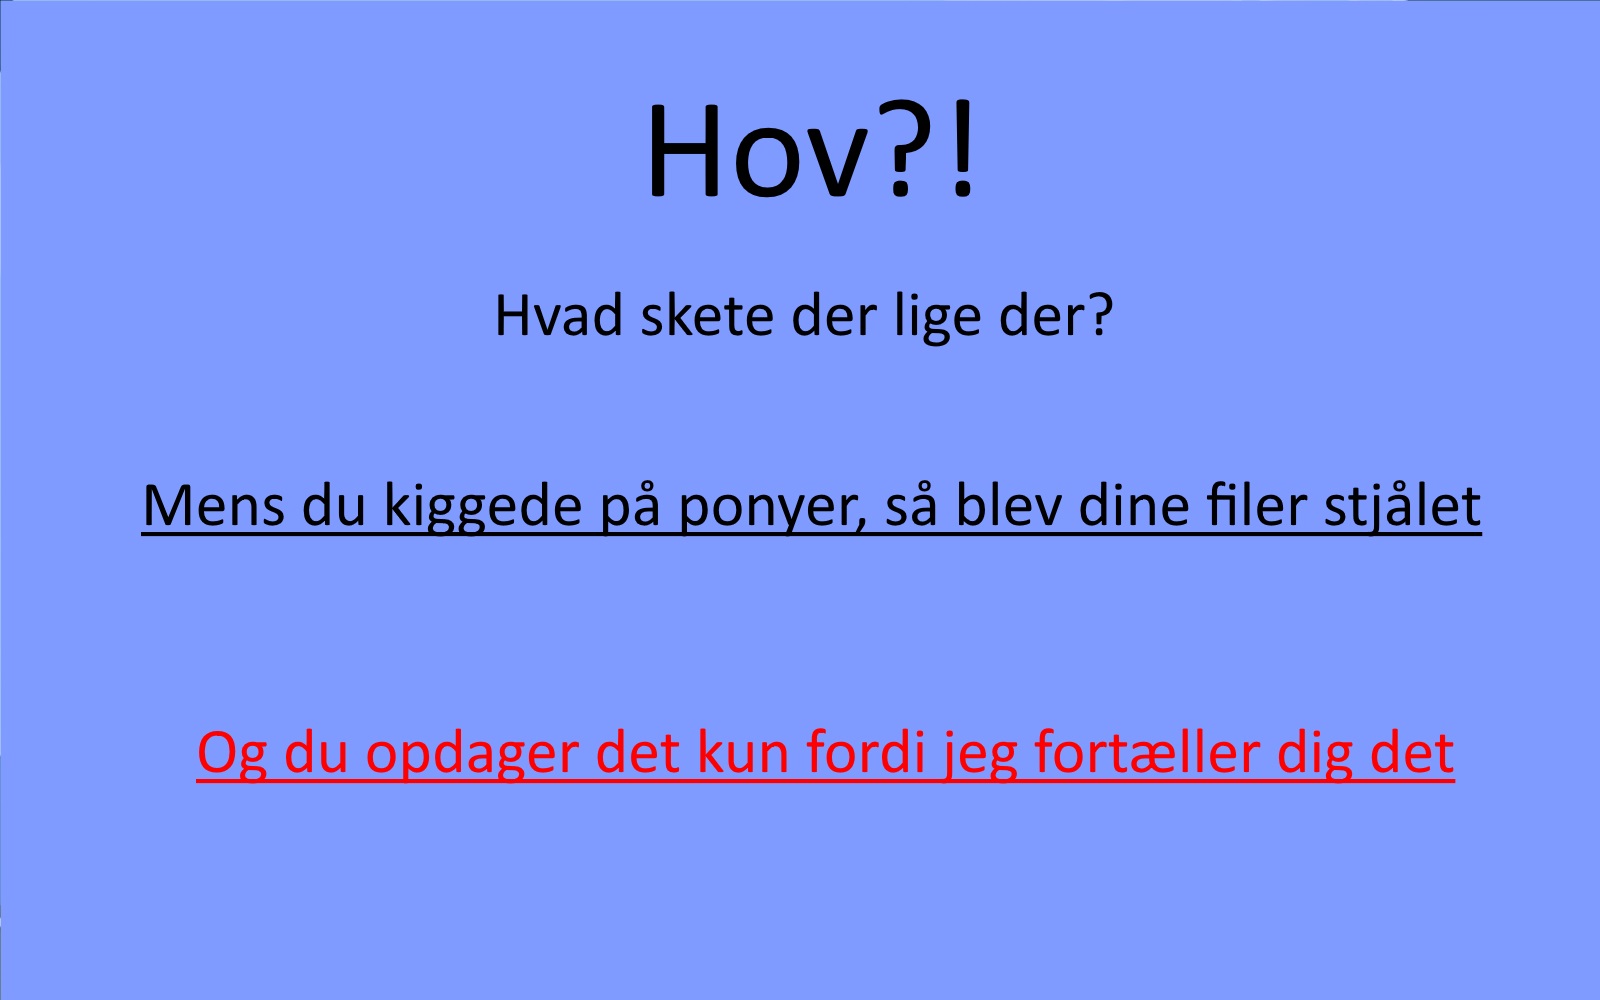 Hov?!
Hvad skete der lige der?
Mens du kiggede på ponyer, så blev dine filer stjålet
Og du opdager det kun fordi jeg fortæller dig det